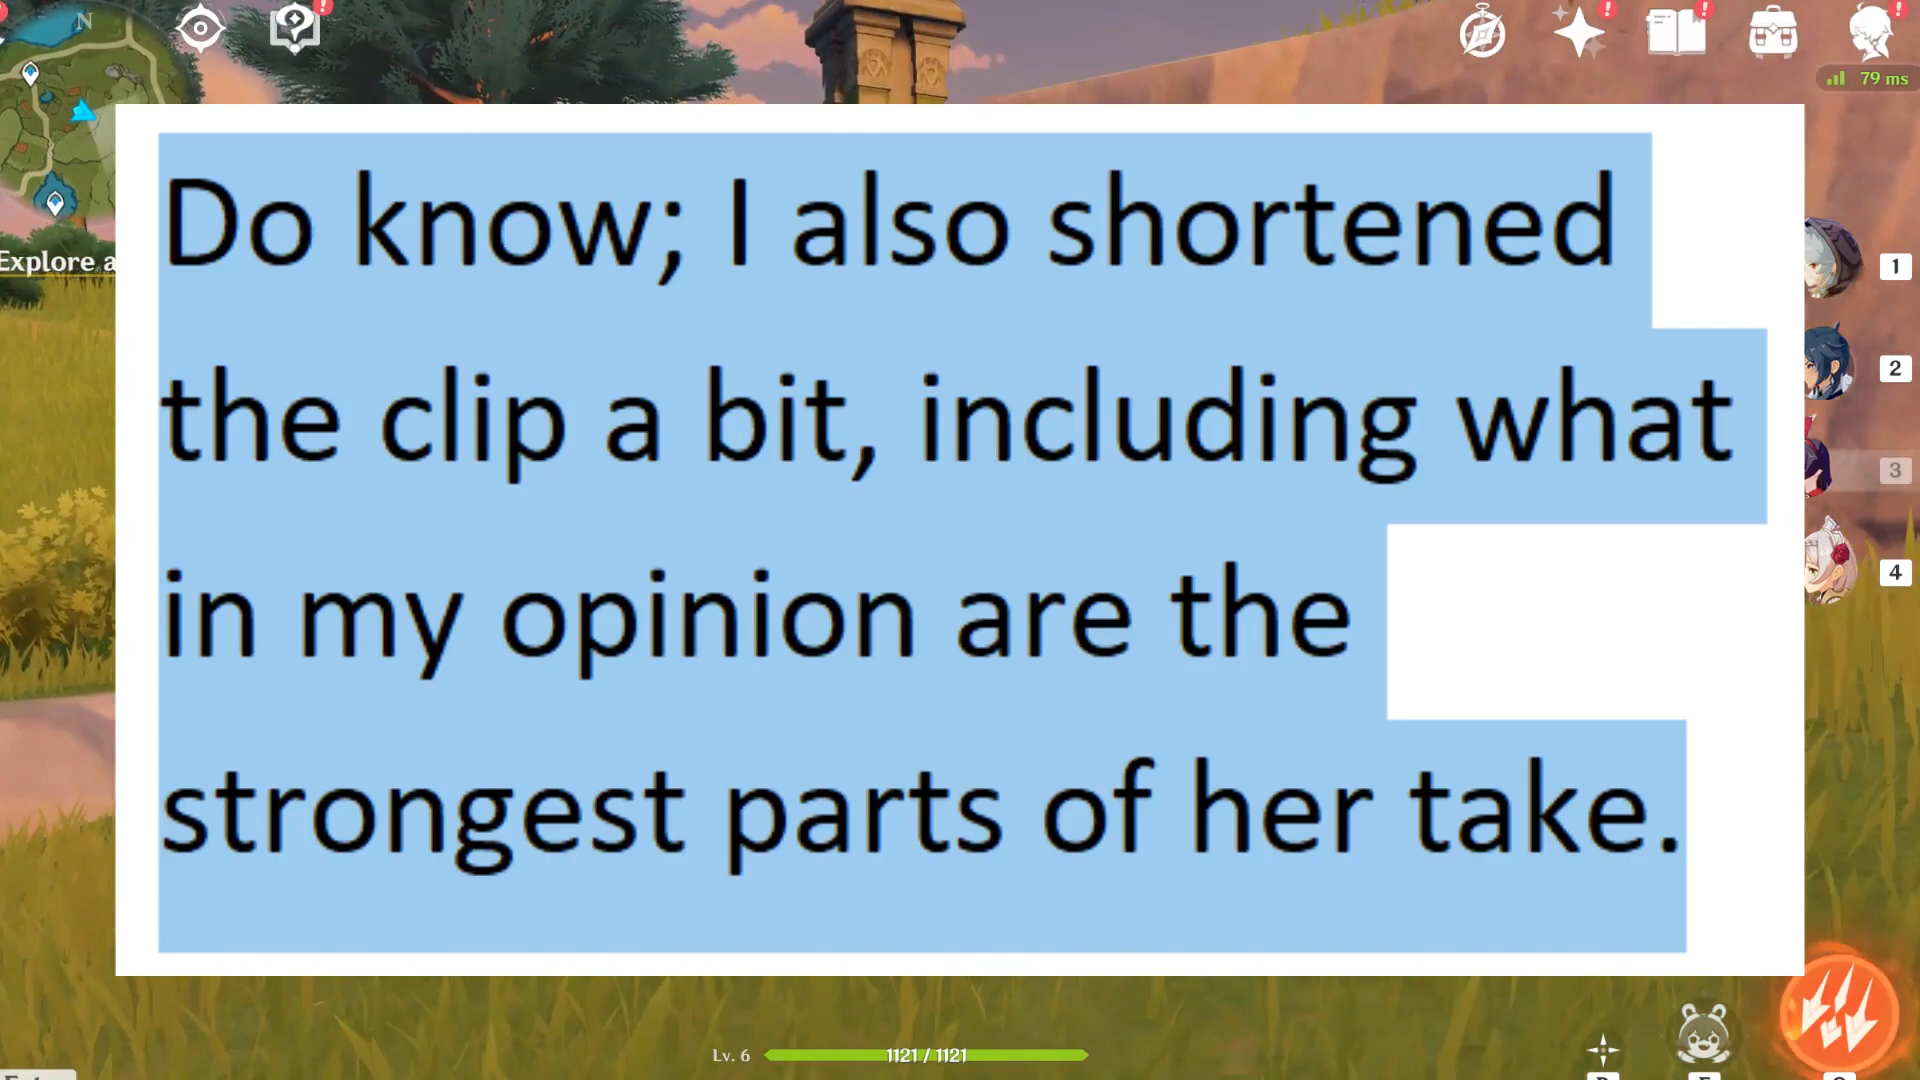 N
79 ms
Explore a
Do know; I also shortened
the clip a bit, including what
in my opinion are the
strongest parts of her take.
1
2
3
4
Lv. 6
1121 / 1121